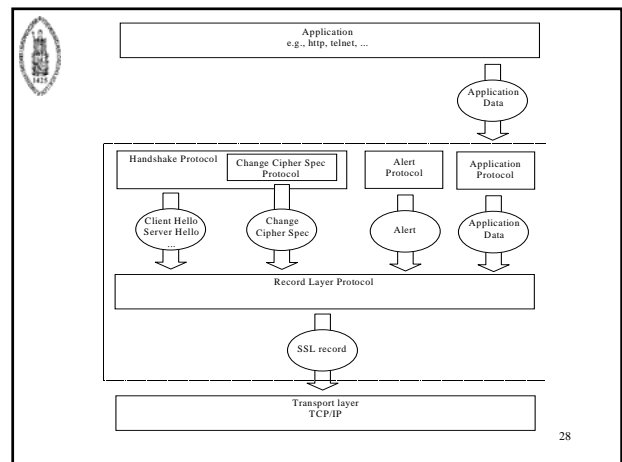 1425
Application
e.g., http, telnet, ...
Application
Data
Handshake Protocol
Change Cipher Spec
Protocol
Alert
Protocol
Application
Protocol
Client Hello
Server Hello
...
Change
Cipher Spec
Alert
Application
Data
Record Layer Protocol
SSL record
Transport layer
TCP/IP
28